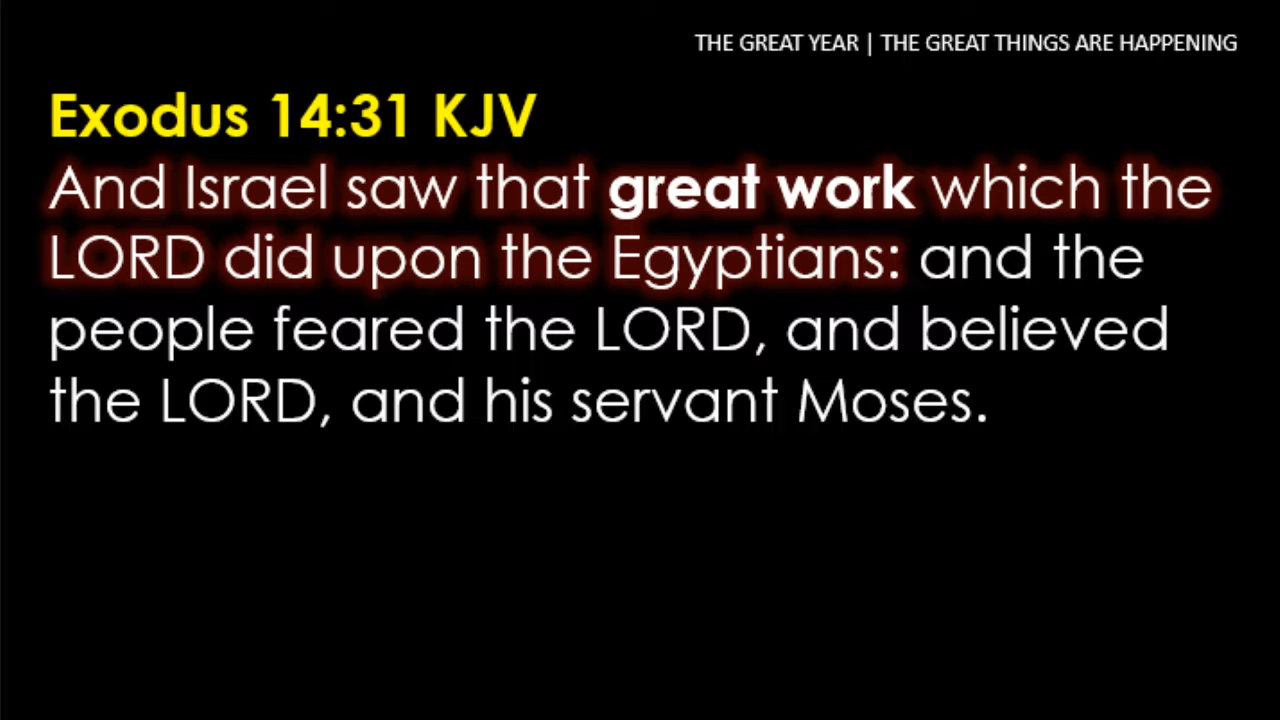 THE GREAT YEAR | THE GREAT THINGS ARE HAPPENING
Exodus 14:31 KJV
And Israel saw that great work which the
LORD did upon the Egyptians: and the
people feared the LORD, and believed
the LORD, and his servant Moses.